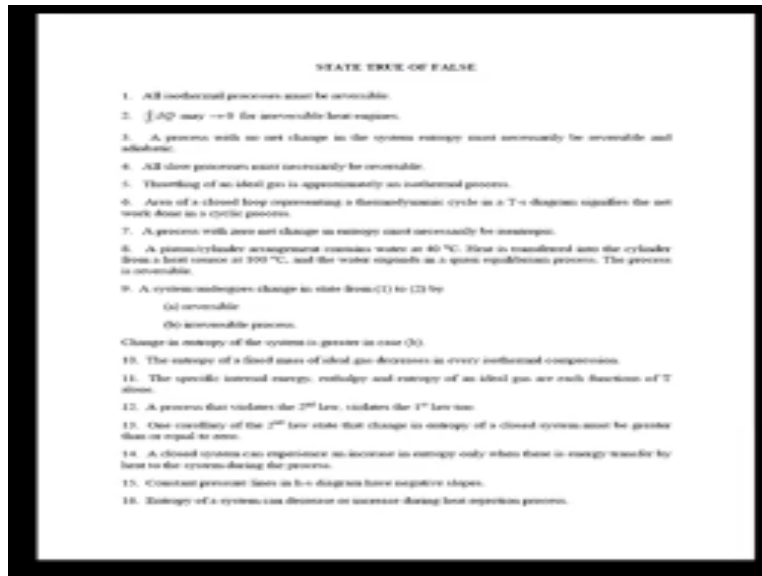 STATE TRUE OF FALSE
1. All isothermal processes must be reversible.
2. may for irreversible heat engines.
3. A process with no net change in the system entropy must necessarily be reversible and
adiabatic.
4. All slow processes must necessarily be reversible.
5. Throttling of an ideal gas is approximately an isothermal process.
6. Area of a closed loop representing a thermodynamic cycle in a T-s diagram signifies the net
work done in a cyclic process.
7. A process with zero net change in entropy must necessarily be isentropic.
8. A piston/cylinder arrangement contains water at °C. Heat is transferred into the cylinder
from a heat source at °C, and the water expands in a quasi equilibrium process. The process
is reversible.
9. A system undergoes change in state from (1) to (2) by
(a) reversible
(b) irreversible process.
Change in entropy of the system is greater in case (b).
10. The entropy of a fixed mass of ideal gas decreases in every isothermal compression.
11. The specific internal energy, enthalpy and entropy of an ideal gas are each functions of T
alone.
12. A process that violates the 2nd law, violates the 1st law too
13. One corollary of the 2nd law state that change in entropy of a closed system must be greater
than or equal to zero.
14. A closed system can experience an increase in entropy only when there is energy transfer by
heat to the system during the process.
15. Constant pressure lines in h-s diagram have negative slopes.
16. Entropy of a system can decrease or increase during heat rejection process.